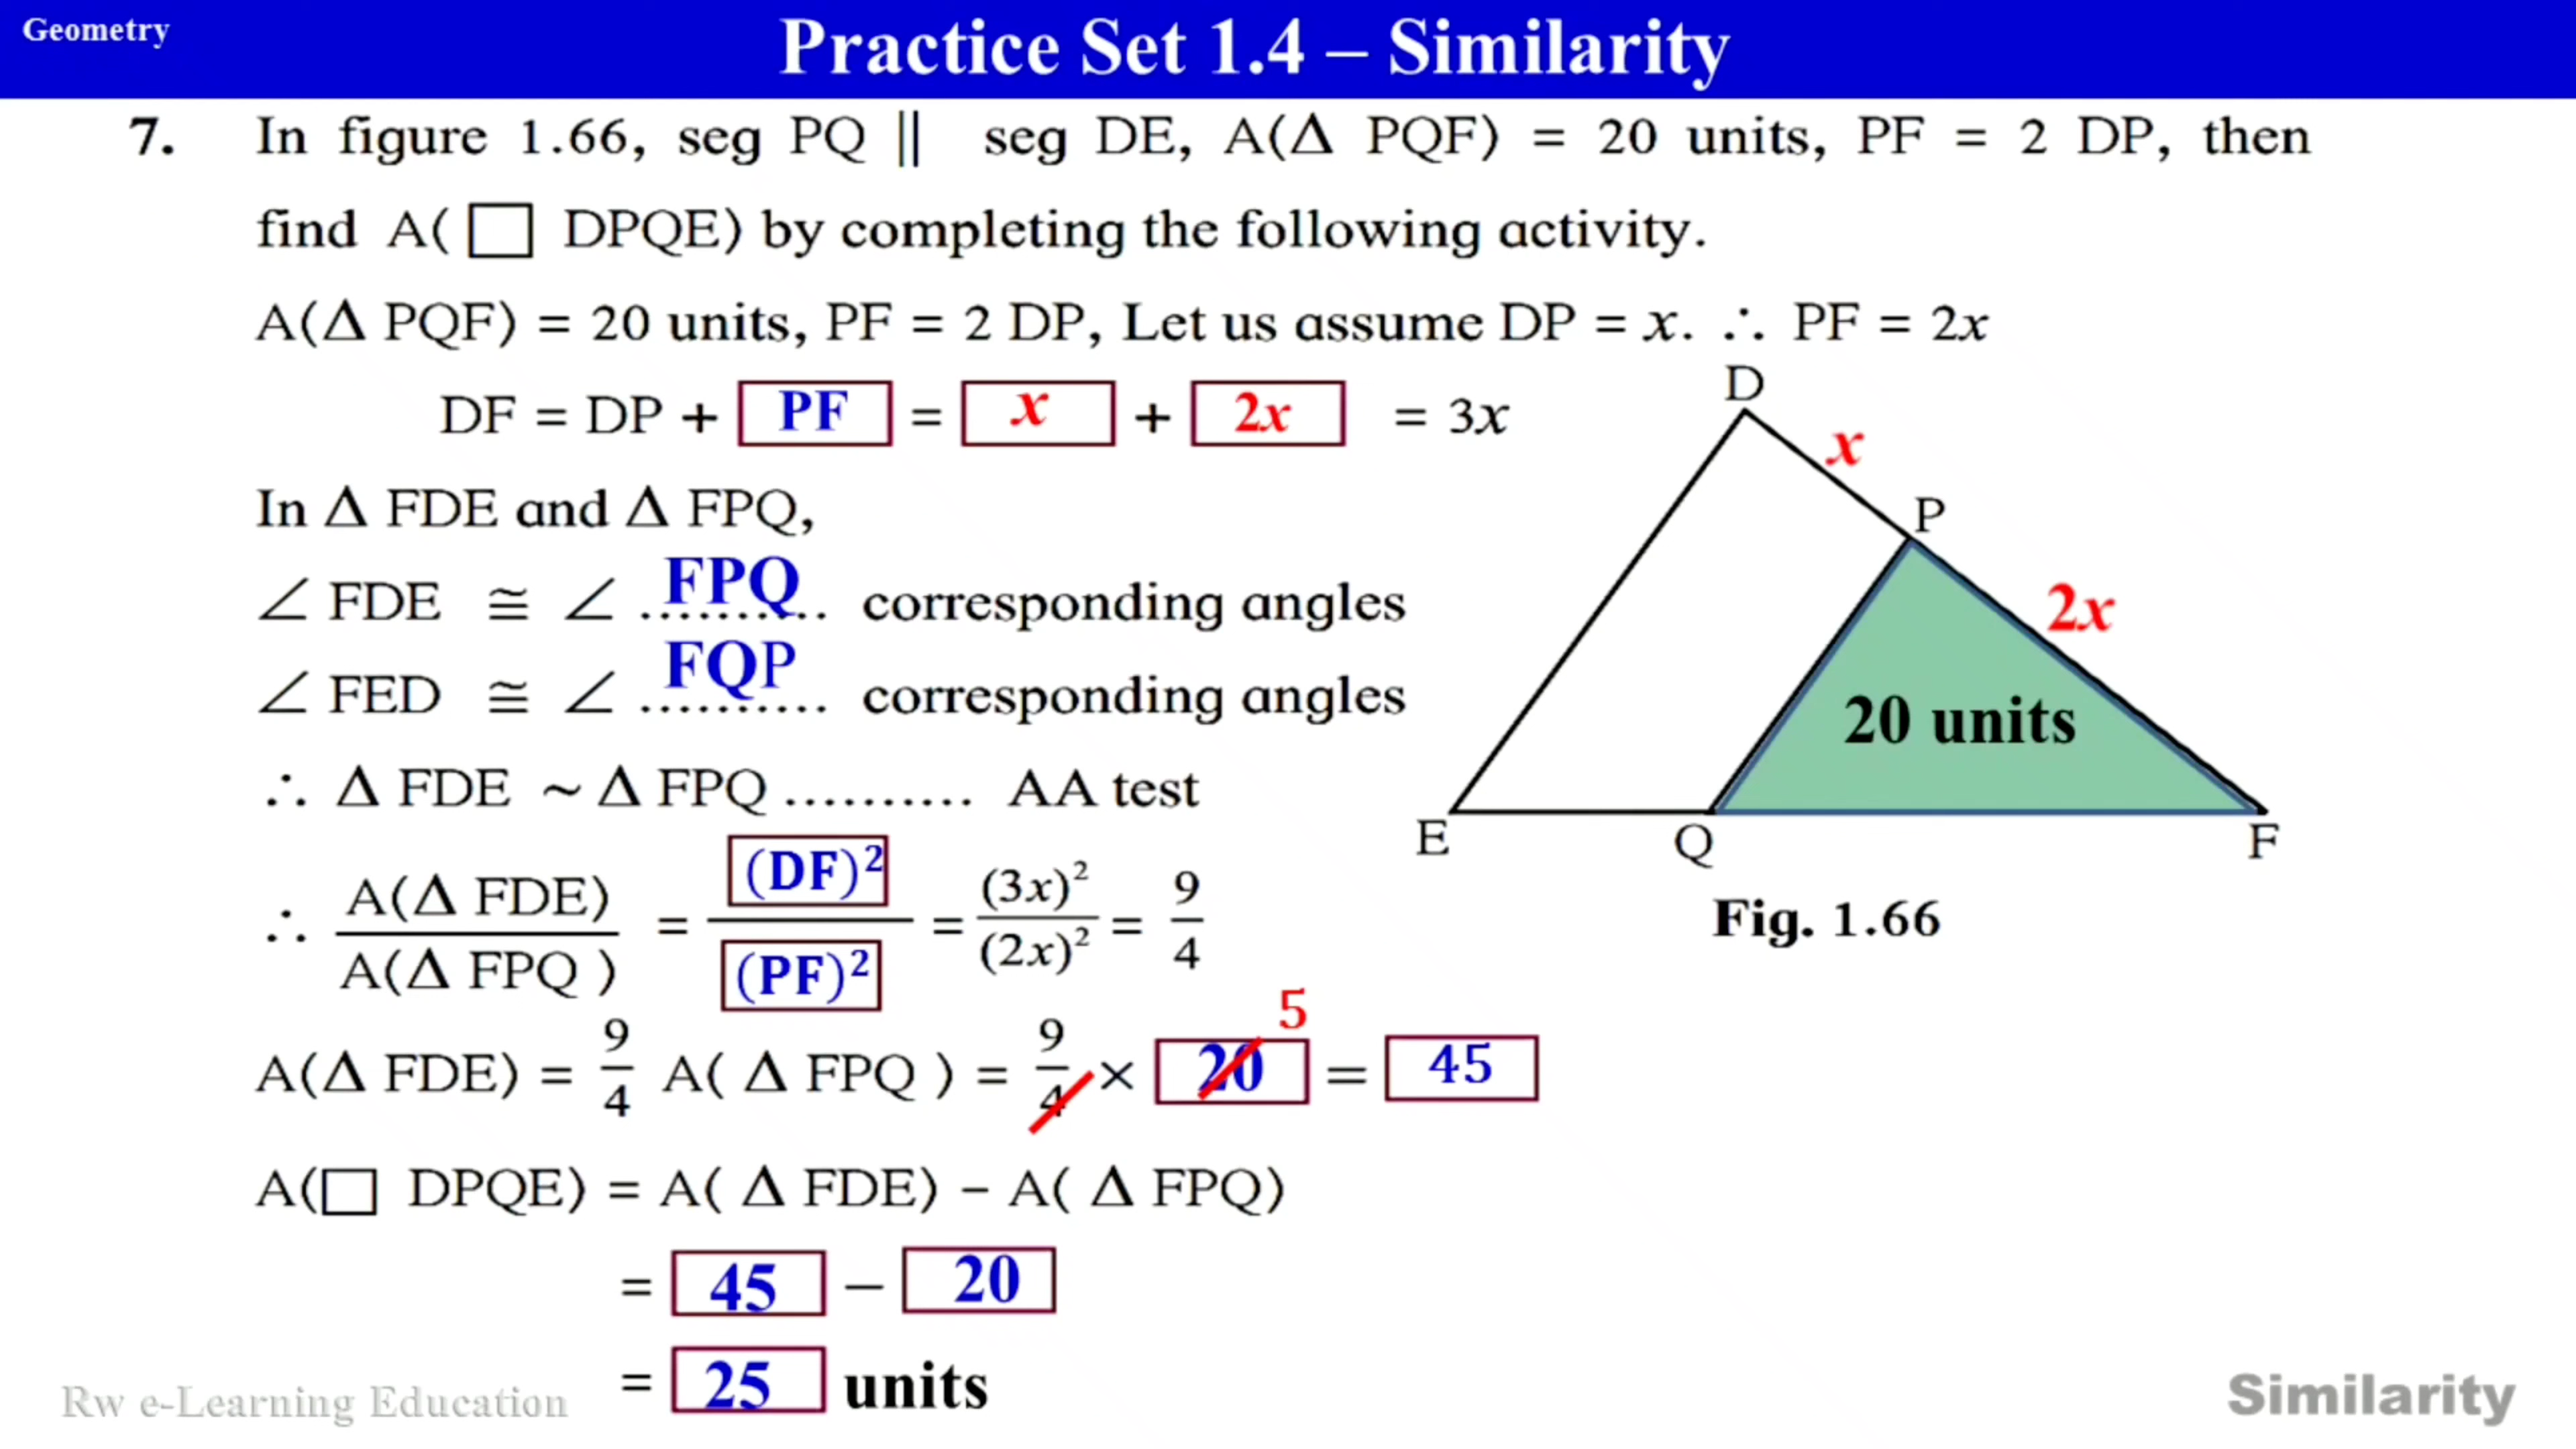 Geometry
Practice Set 1.4 – Similarity
7. In figure 1.66, seg PQ || seg DE, A(Δ PQF) = 20 units, PF = 2 DP, then
find A(□ DPQE) by completing the following activity.
A(Δ PQF) = 20 units, PF = 2 DP, Let us assume DP = x. ∴ PF = 2x
DF = DP + PF = x + 2x = 3x
In Δ FDE and Δ FPQ,
∠ FDE ≅ ∠ FPQ .......... corresponding angles
∠ FED ≅ ∠ FQP .......... corresponding angles
∴ Δ FDE ~ Δ FPQ .......... AA test
∴ A(Δ FDE) / A(Δ FPQ ) = (DF)² / (PF)² = (3x)² / (2x)² = 9/4
A(Δ FDE) = 9/4 A( Δ FPQ ) = 9/4 × 20 = 45
5
A(□ DPQE) = A( Δ FDE) – A( Δ FPQ)
= 45 – 20
= 25 units
D
x
P
2x
20 units
E
Q
F
Fig. 1.66
Rw e-Learning Education
Similarity